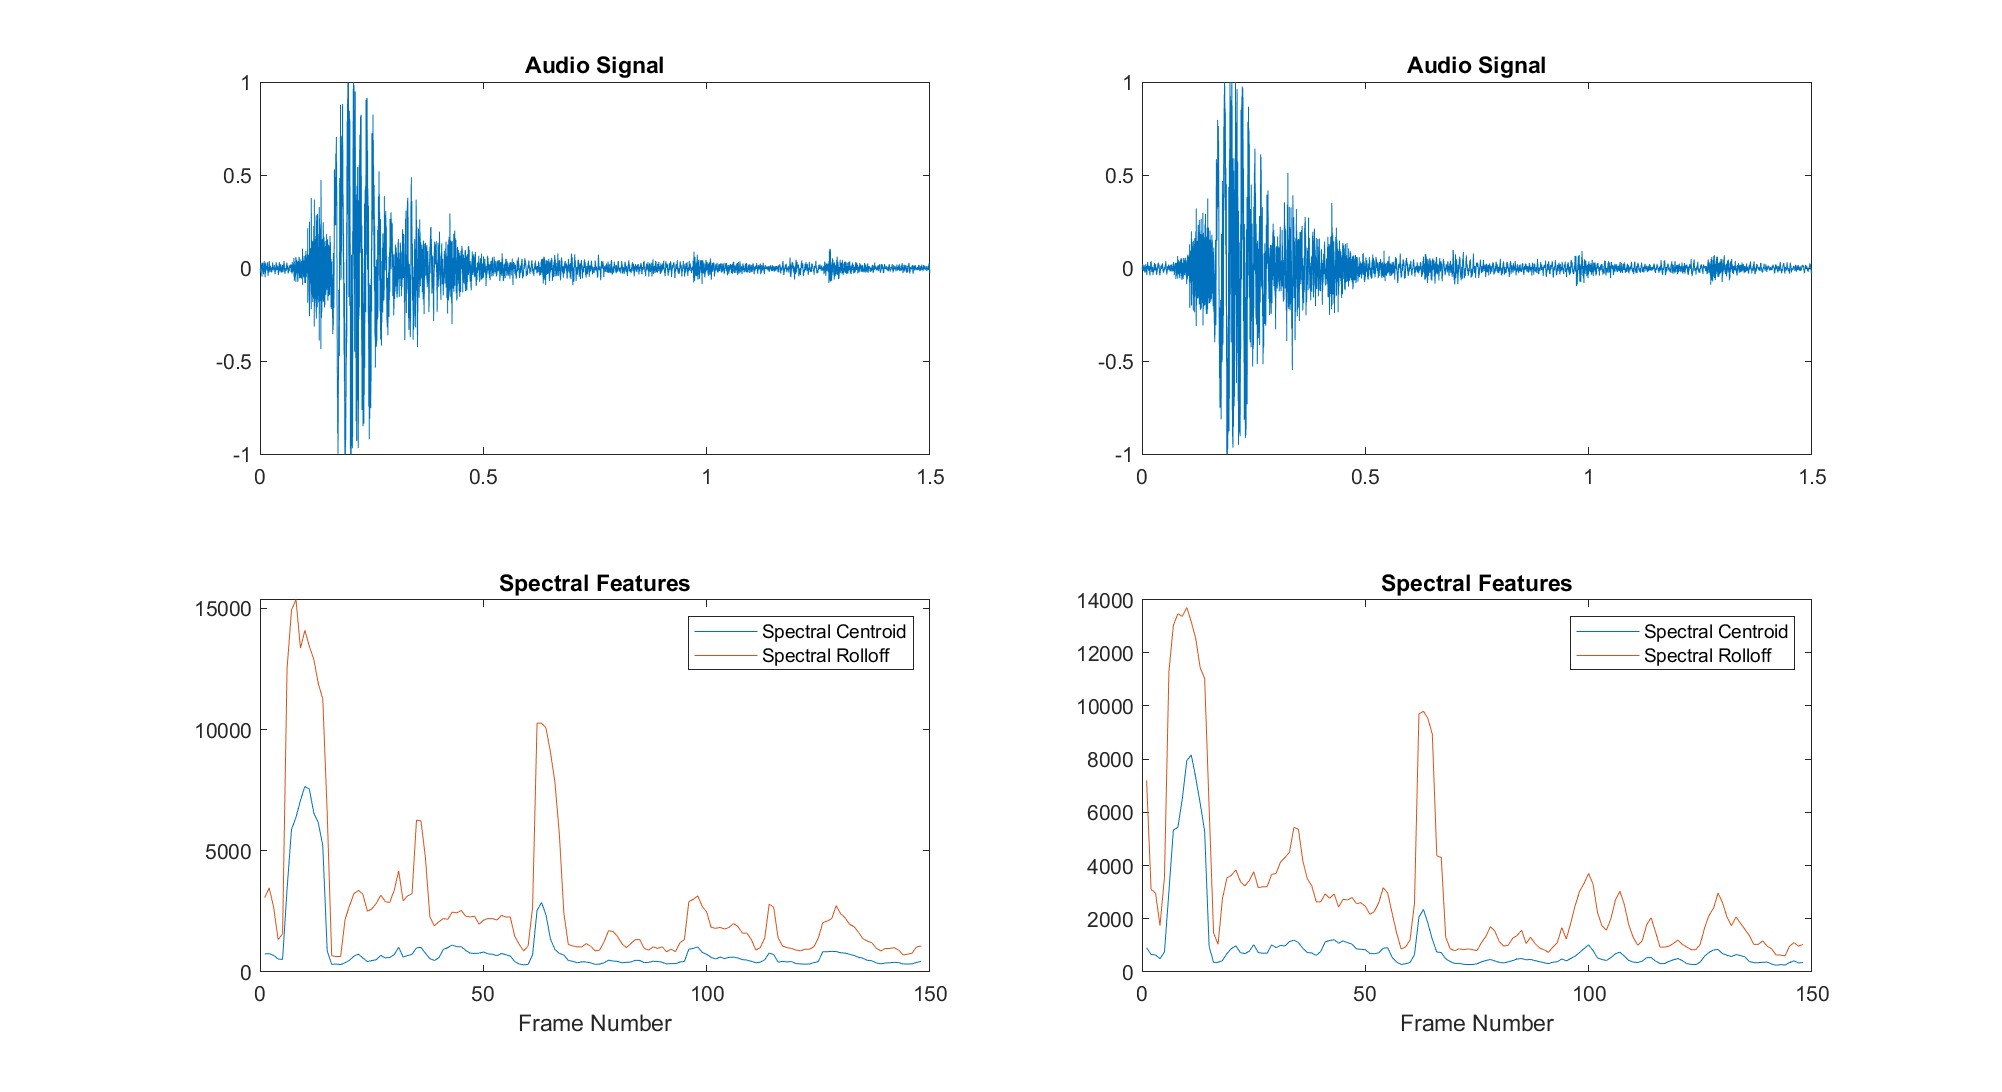 Audio Signal
1
0.5
0
-0.5
-1
0 0.5 1 1.5
Audio Signal
1
0.5
0
-0.5
-1
0 0.5 1 1.5
Spectral Features
15000
10000
5000
0
0 50 100 150
Spectral Centroid
Spectral Rolloff
Frame Number
Spectral Features
14000
12000
10000
8000
6000
4000
2000
0
0 50 100 150
Spectral Centroid
Spectral Rolloff
Frame Number